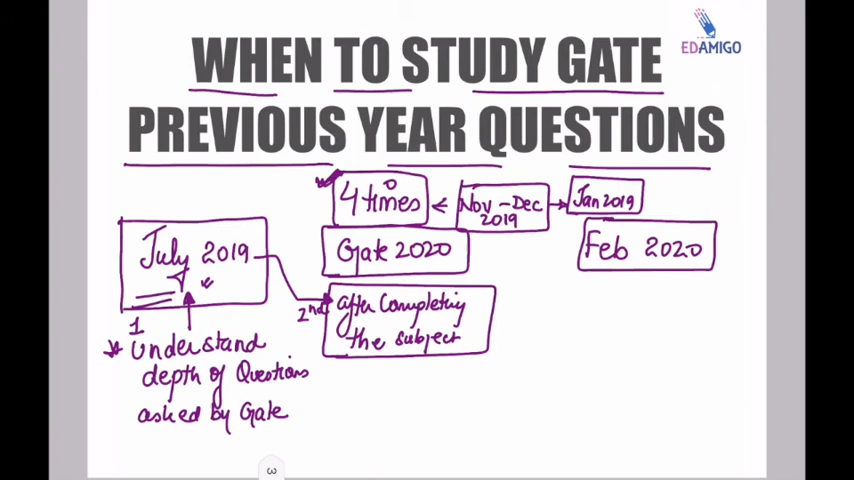 EDAMIGO
WHEN TO STUDY GATE
PREVIOUS YEAR QUESTIONS
4 times
Nov - Dec
2019
Jan 2019
July 2019
Gate 2020
Feb 2020
2nd
after Completing
the subject
1
Understand
depth of Questions
asked by Gate
3